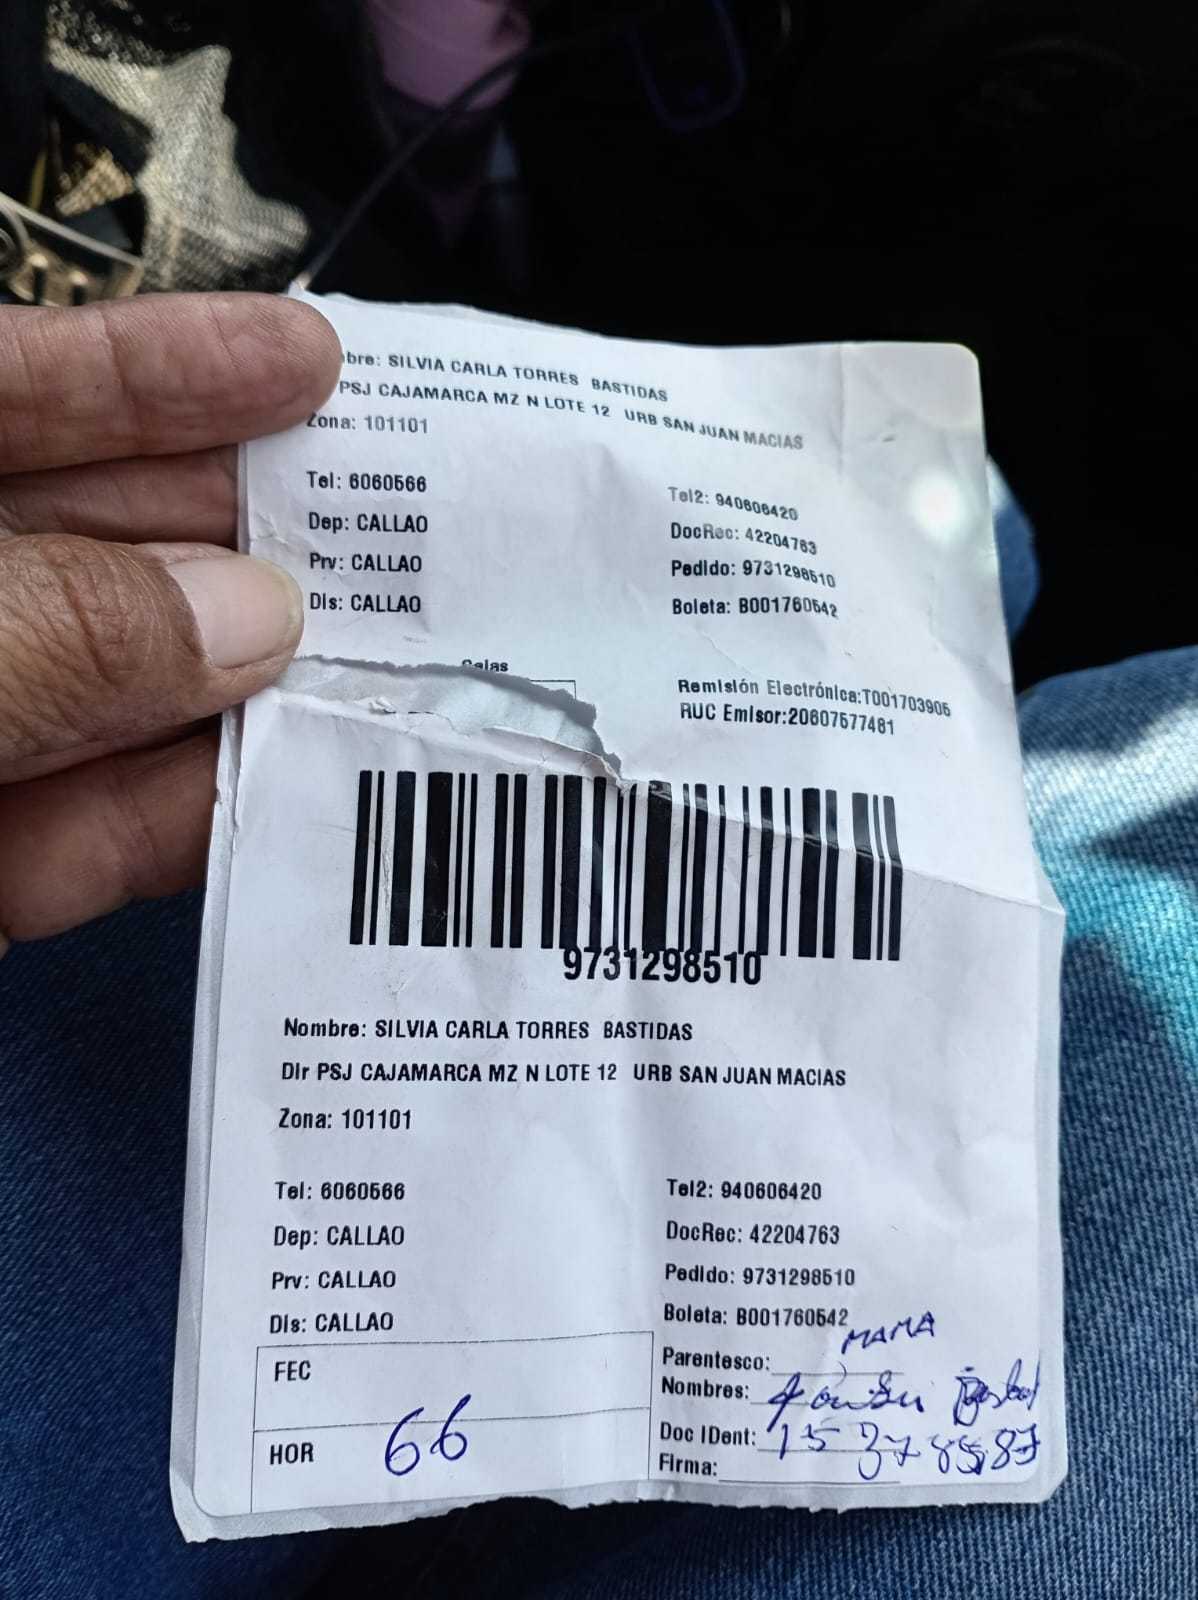 bre: SILVIA CARLA TORRES BASTIDAS
PSJ CAJAMARCA MZ N LOTE 12 URB SAN JUAN MACIAS
Zona: 101101
Tel: 6060566 Tel2: 940606420
Dep: CALLAO DocRec: 42204763
Prv: CALLAO Pedido: 9731298510
Dis: CALLAO Boleta: B001760542
Remisión Electrónica:T001703905
RUC Emisor:20607577481
9731298510
Nombre: SILVIA CARLA TORRES BASTIDAS
Dir PSJ CAJAMARCA MZ N LOTE 12 URB SAN JUAN MACIAS
Zona: 101101
Tel: 6060566 Tel2: 940606420
Dep: CALLAO DocRec: 42204763
Prv: CALLAO Pedido: 9731298510
Dis: CALLAO Boleta: B001760542
FEC Parentesco: MAMA
Nombres:
HOR 66 Doc IDent:
Firma: